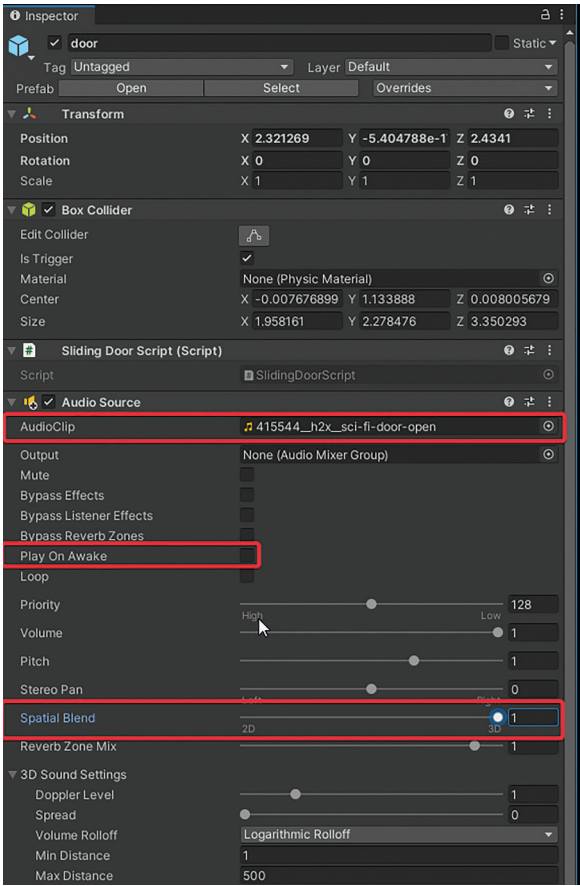 Inspector
door Static
Tag Untagged Layer Default
Prefab Open Select Overrides
Transform
Position X 2.321269 Y -5.404788e-1 Z 2.4341
Rotation X 0 Y 0 Z 0
Scale X 1 Y 1 Z 1
Box Collider
Edit Collider
Is Trigger
Material None (Physic Material)
Center X -0.007676899 Y 1.133888 Z 0.008005679
Size X 1.958161 Y 2.278476 Z 3.350293
# Sliding Door Script (Script)
Script # SlidingDoorScript
Audio Source
AudioClip 415544__h2x__sci-fi-door-open
Output None (Audio Mixer Group)
Mute
Bypass Effects
Bypass Listener Effects
Bypass Reverb Zones
Play On Awake
Loop
Priority 128
High Low
Volume 1
Pitch 1
Stereo Pan 0
Left Right
Spatial Blend 1
2D 3D
Reverb Zone Mix 1
3D Sound Settings
Doppler Level 1
Spread 0
Volume Rolloff Logarithmic Rolloff
Min Distance 1
Max Distance 500